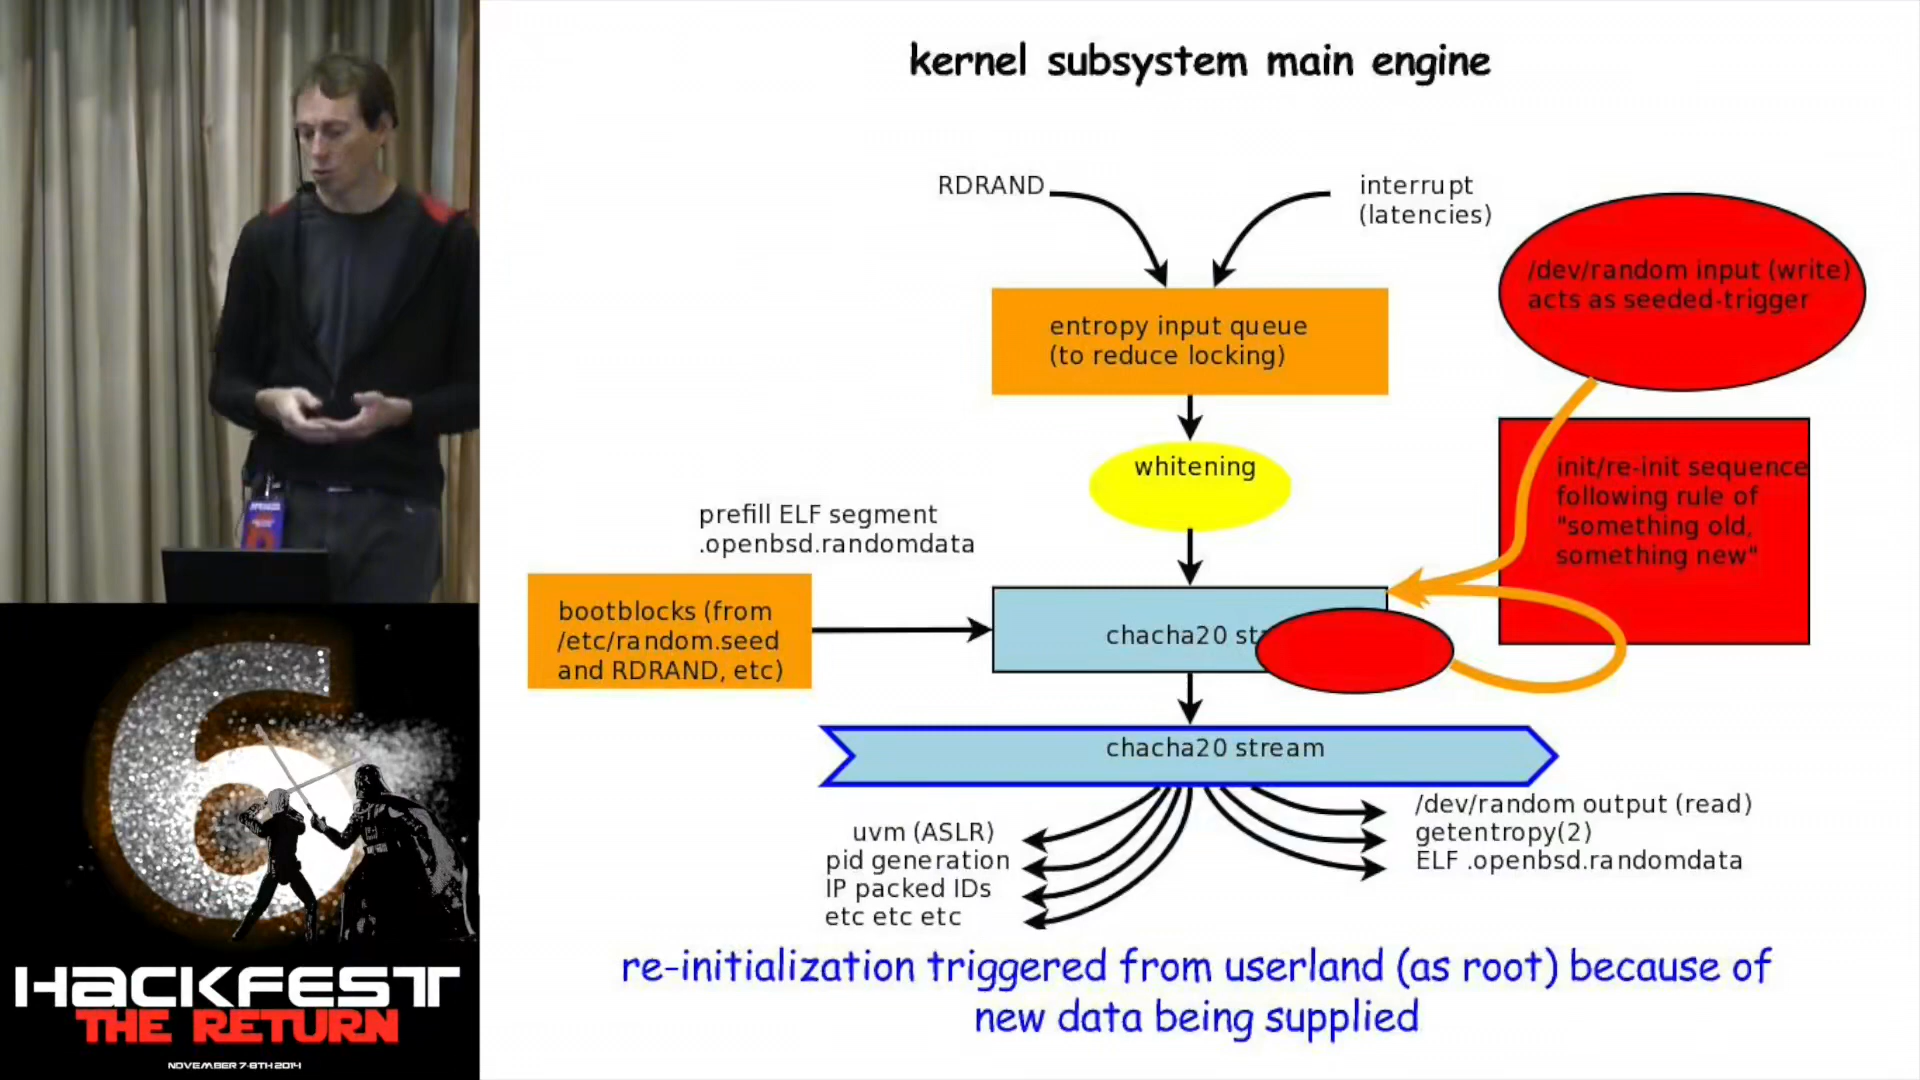 kernel subsystem main engine
RDRAND
interrupt
(latencies)
/dev/random input (write)
acts as seeded-trigger
entropy input queue
(to reduce locking)
whitening
init/re-init sequence
following rule of
"something old,
something new"
prefill ELF segment
.openbsd.randomdata
bootblocks (from
/etc/random.seed
and RDRAND, etc)
chacha20
chacha20 stream
uvm (ASLR)
pid generation
IP packed IDs
etc etc etc
/dev/random output (read)
getentropy(2)
ELF .openbsd.randomdata
re-initialization triggered from userland (as root) because of
new data being supplied
6
HACKFEST
THE RETURN
NOVEMBER 7-8TH 2014